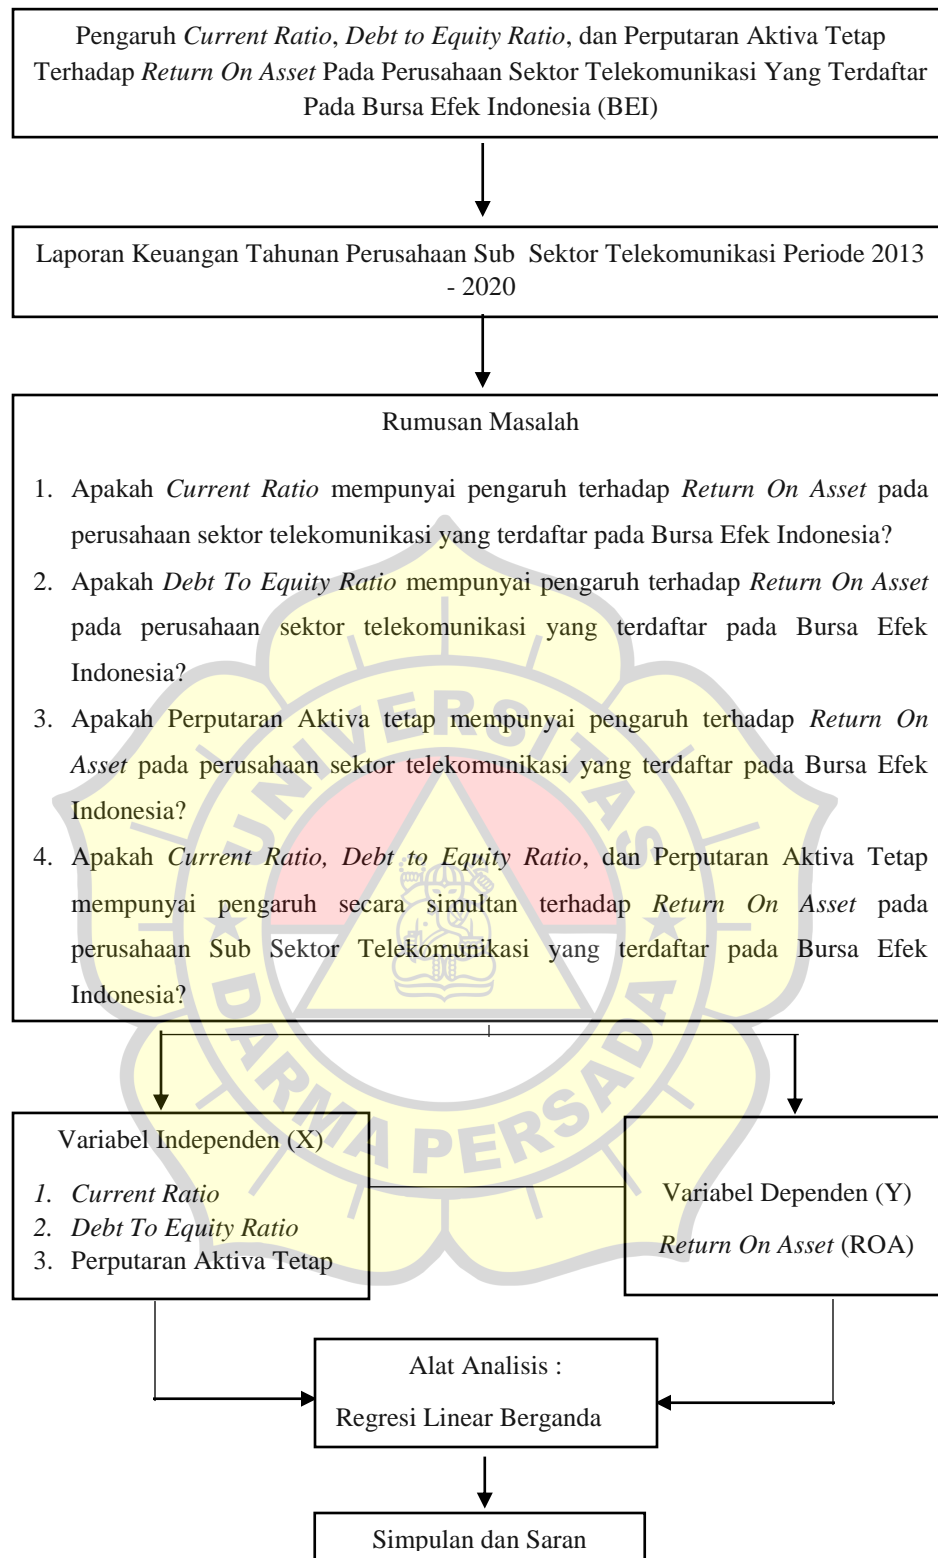 Pengaruh Current Ratio, Debt to Equity Ratio, dan Perputaran Aktiva Tetap
Terhadap Return On Asset Pada Perusahaan Sektor Telekomunikasi Yang Terdaftar
Pada Bursa Efek Indonesia (BEI)
Laporan Keuangan Tahunan Perusahaan Sub Sektor Telekomunikasi Periode 2013
- 2020
Rumusan Masalah
1. Apakah Current Ratio mempunyai pengaruh terhadap Return On Asset pada
perusahaan sektor telekomunikasi yang terdaftar pada Bursa Efek Indonesia?
2. Apakah Debt To Equity Ratio mempunyai pengaruh terhadap Return On Asset
pada perusahaan sektor telekomunikasi yang terdaftar pada Bursa Efek
Indonesia?
3. Apakah Perputaran Aktiva tetap mempunyai pengaruh terhadap Return On
Asset pada perusahaan sektor telekomunikasi yang terdaftar pada Bursa Efek
Indonesia?
4. Apakah Current Ratio, Debt to Equity Ratio, dan Perputaran Aktiva Tetap
mempunyai pengaruh secara simultan terhadap Return On Asset pada
perusahaan Sub Sektor Telekomunikasi yang terdaftar pada Bursa Efek
Indonesia?
UNIVERSITAS
DARMA PERSADA
Variabel Independen (X)
1. Current Ratio
2. Debt To Equity Ratio
3. Perputaran Aktiva Tetap
Variabel Dependen (Y)
Return On Asset (ROA)
Alat Analisis :
Regresi Linear Berganda
Simpulan dan Saran